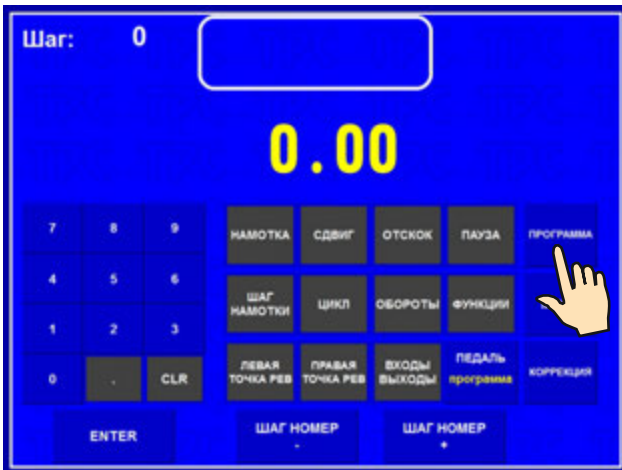 Шаг: 0
0.00
7 8 9 НАМОТКА СДВИГ ОТСКОК ПАУЗА ПРОГРАММА
4 5 6 ШАГ НАМОТКИ ЦИКЛ ОБОРОТЫ ФУНКЦИИ
1 2 3
0 . CLR ЛЕВАЯ ТОЧКА РЕВ ПРАВАЯ ТОЧКА РЕВ ВХОДЫ ВЫХОДЫ ПЕДАЛЬ программа КОРРЕКЦИЯ
ENTER ШАГ НОМЕР - ШАГ НОМЕР +